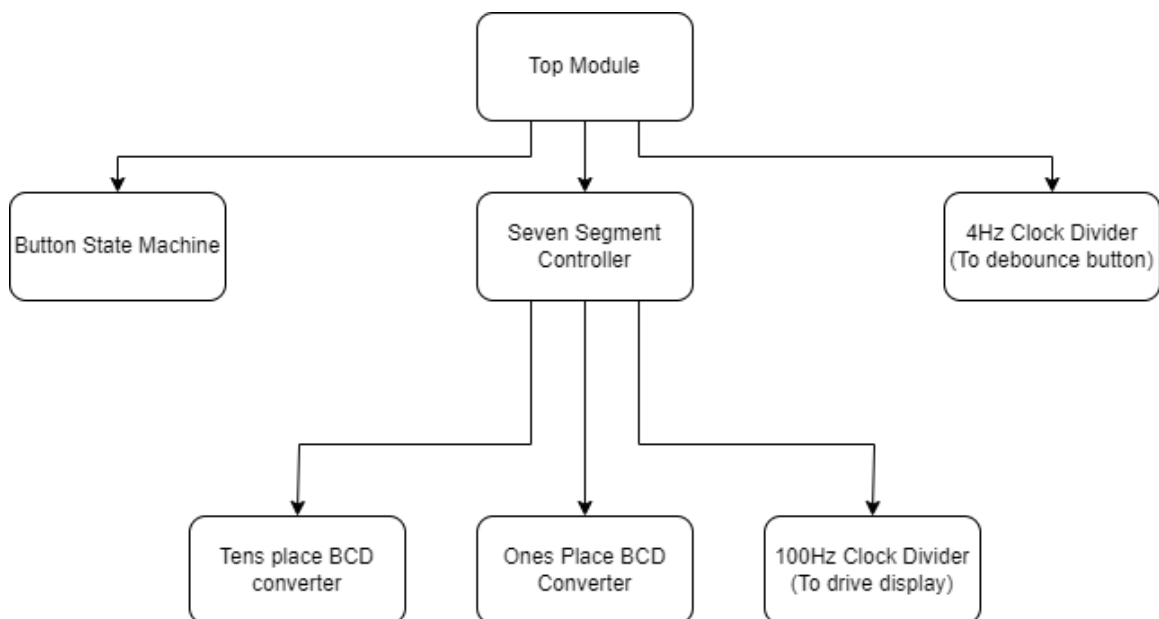 Top Module
Button State Machine
Seven Segment
Controller
4Hz Clock Divider
(To debounce button)
Tens place BCD
converter
Ones Place BCD
Converter
100Hz Clock Divider
(To drive display)